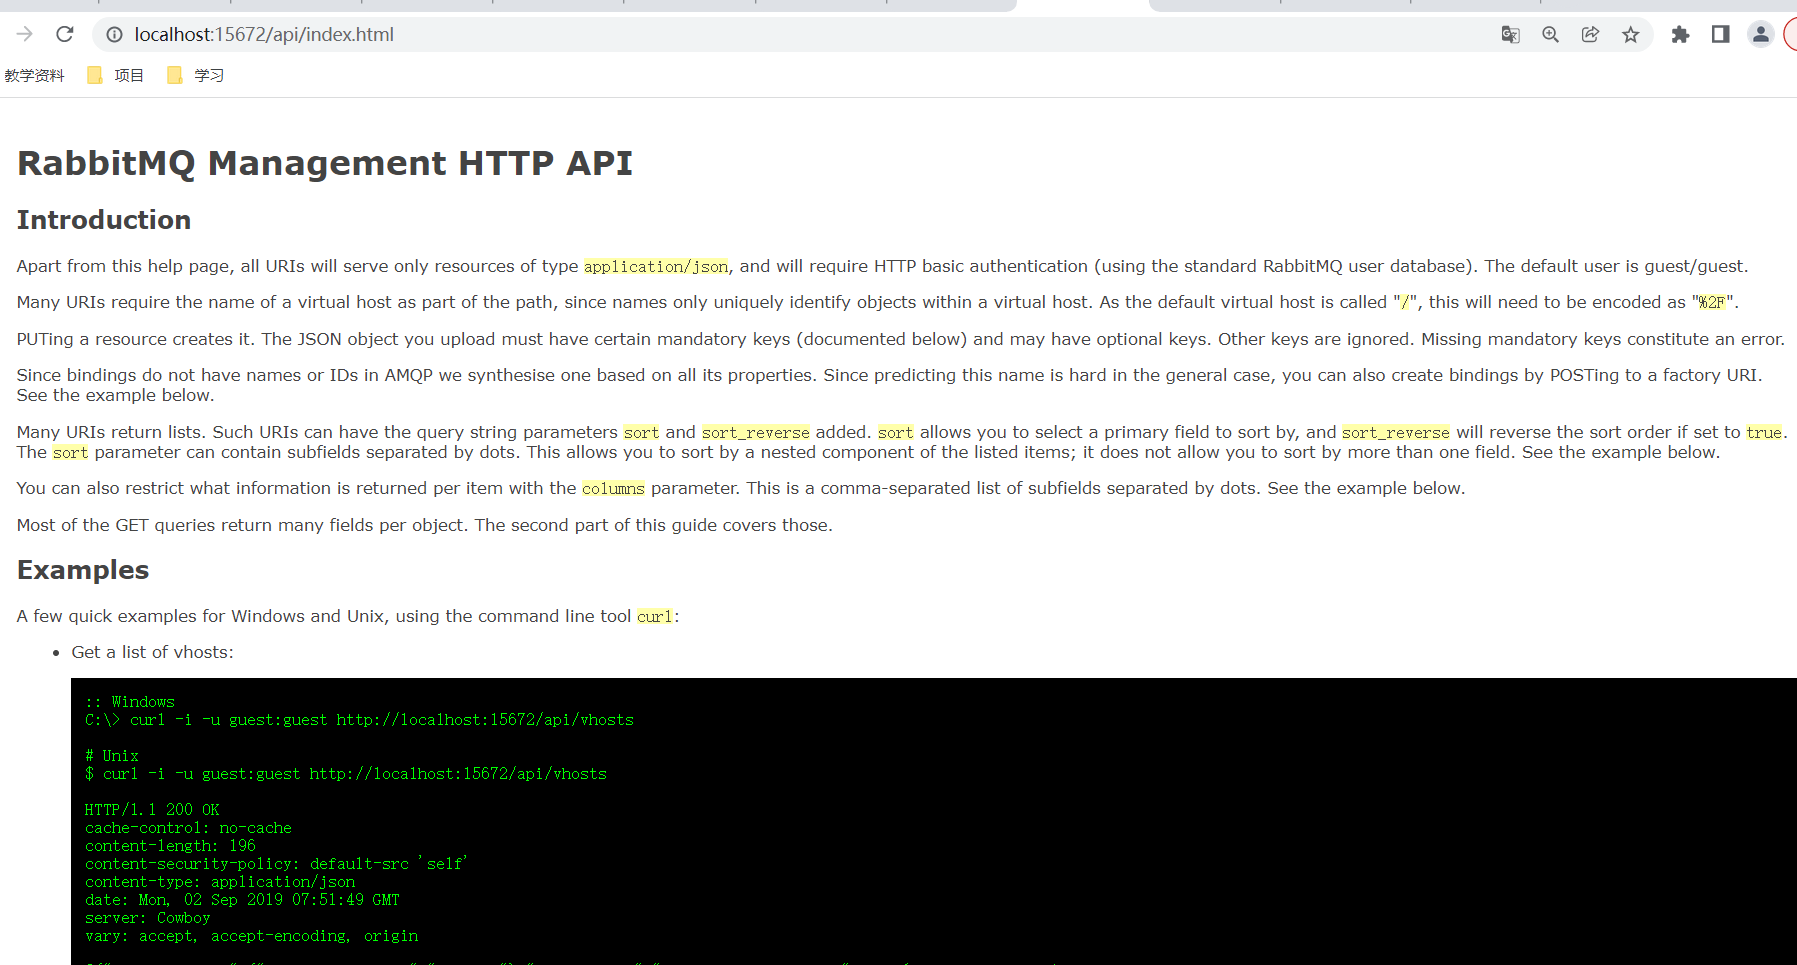 localhost:15672/api/index.html
教学资料 项目 学习
RabbitMQ Management HTTP API
Introduction
Apart from this help page, all URIs will serve only resources of type application/json, and will require HTTP basic authentication (using the standard RabbitMQ user database). The default user is guest/guest.
Many URIs require the name of a virtual host as part of the path, since names only uniquely identify objects within a virtual host. As the default virtual host is called "/", this will need to be encoded as "%2F".
PUTing a resource creates it. The JSON object you upload must have certain mandatory keys (documented below) and may have optional keys. Other keys are ignored. Missing mandatory keys constitute an error.
Since bindings do not have names or IDs in AMQP we synthesise one based on all its properties. Since predicting this name is hard in the general case, you can also create bindings by POSTing to a factory URI.
See the example below.
Many URIs return lists. Such URIs can have the query string parameters sort and sort_reverse added. sort allows you to select a primary field to sort by, and sort_reverse will reverse the sort order if set to true.
The sort parameter can contain subfields separated by dots. This allows you to sort by a nested component of the listed items; it does not allow you to sort by more than one field. See the example below.
You can also restrict what information is returned per item with the columns parameter. This is a comma-separated list of subfields separated by dots. See the example below.
Most of the GET queries return many fields per object. The second part of this guide covers those.
Examples
A few quick examples for Windows and Unix, using the command line tool curl:
• Get a list of vhosts:
:: Windows
C:\> curl -i -u guest:guest http://localhost:15672/api/vhosts
# Unix
$ curl -i -u guest:guest http://localhost:15672/api/vhosts
HTTP/1.1 200 OK
cache-control: no-cache
content-length: 196
content-security-policy: default-src 'self'
content-type: application/json
date: Mon, 02 Sep 2019 07:51:49 GMT
server: Cowboy
vary: accept, accept-encoding, origin